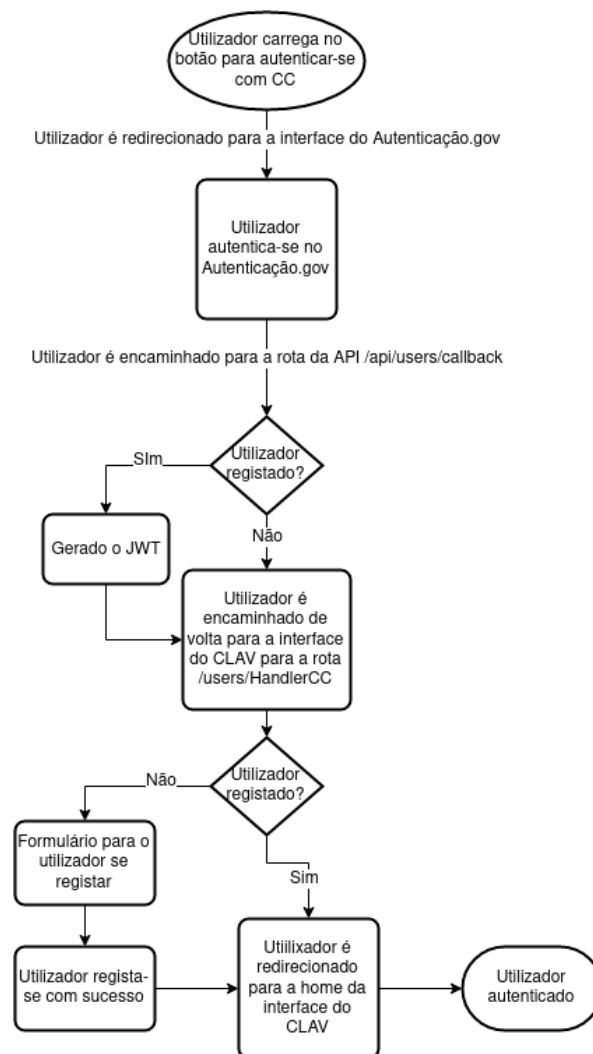 Utilizador carrega no
botão para autenticar-se
com CC
Utilizador é redirecionado para a interface do Autenticação.gov
Utilizador
autentica-se no
Autenticação.gov
Utilizador é encaminhado para a rota da API /api/users/callback
Utilizador
registado?
SIm
Gerado o JWT
Não
Utilizador é
encaminhado de
volta para a interface
do CLAV para a rota
/users/HandlerCC
Utilizador
registado?
Não
Formulário para o
utilizador se
registar
Sim
Utilizador regista-
se com sucesso
Utiilixador é
redirecionado
para a home da
interface do
CLAV
Utilizador
autenticado